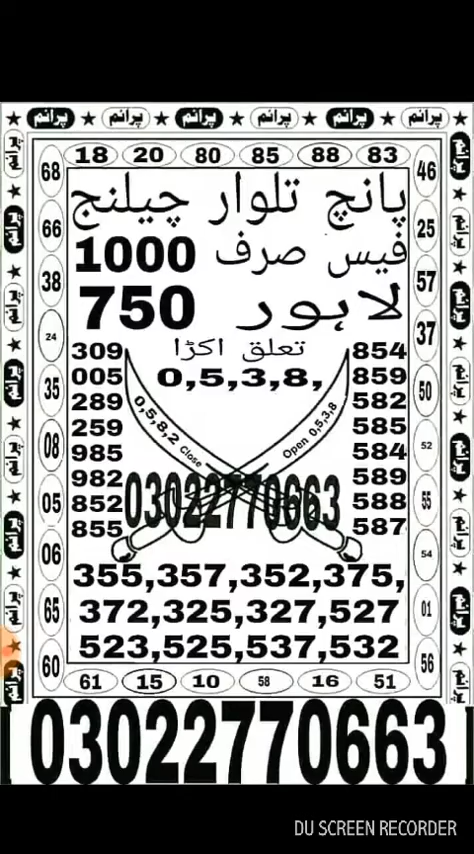 ★ پرائم ★ پرائم ★ پرائم ★ پرائم ★ پرائم ★ پرائم ★
18 20 80 85 88 83
68 46
پانچ تلوار چیلنج
66 25
فیس صرف 1000
38 57
لاہور 750
24 37
تعلق اکڑا
309 854
0,5,3,8,
005 859
35 50
289 582
0,5,8,2 Close Open 0,5,3,8
259 585
08 52
985 584
982 589
03022770663
05 55
852 588
855 587
06 54
355,357,352,375,
65 01
372,325,327,527
523,525,537,532
60 56
61 15 10 58 16 51
03022770663
DU SCREEN RECORDER